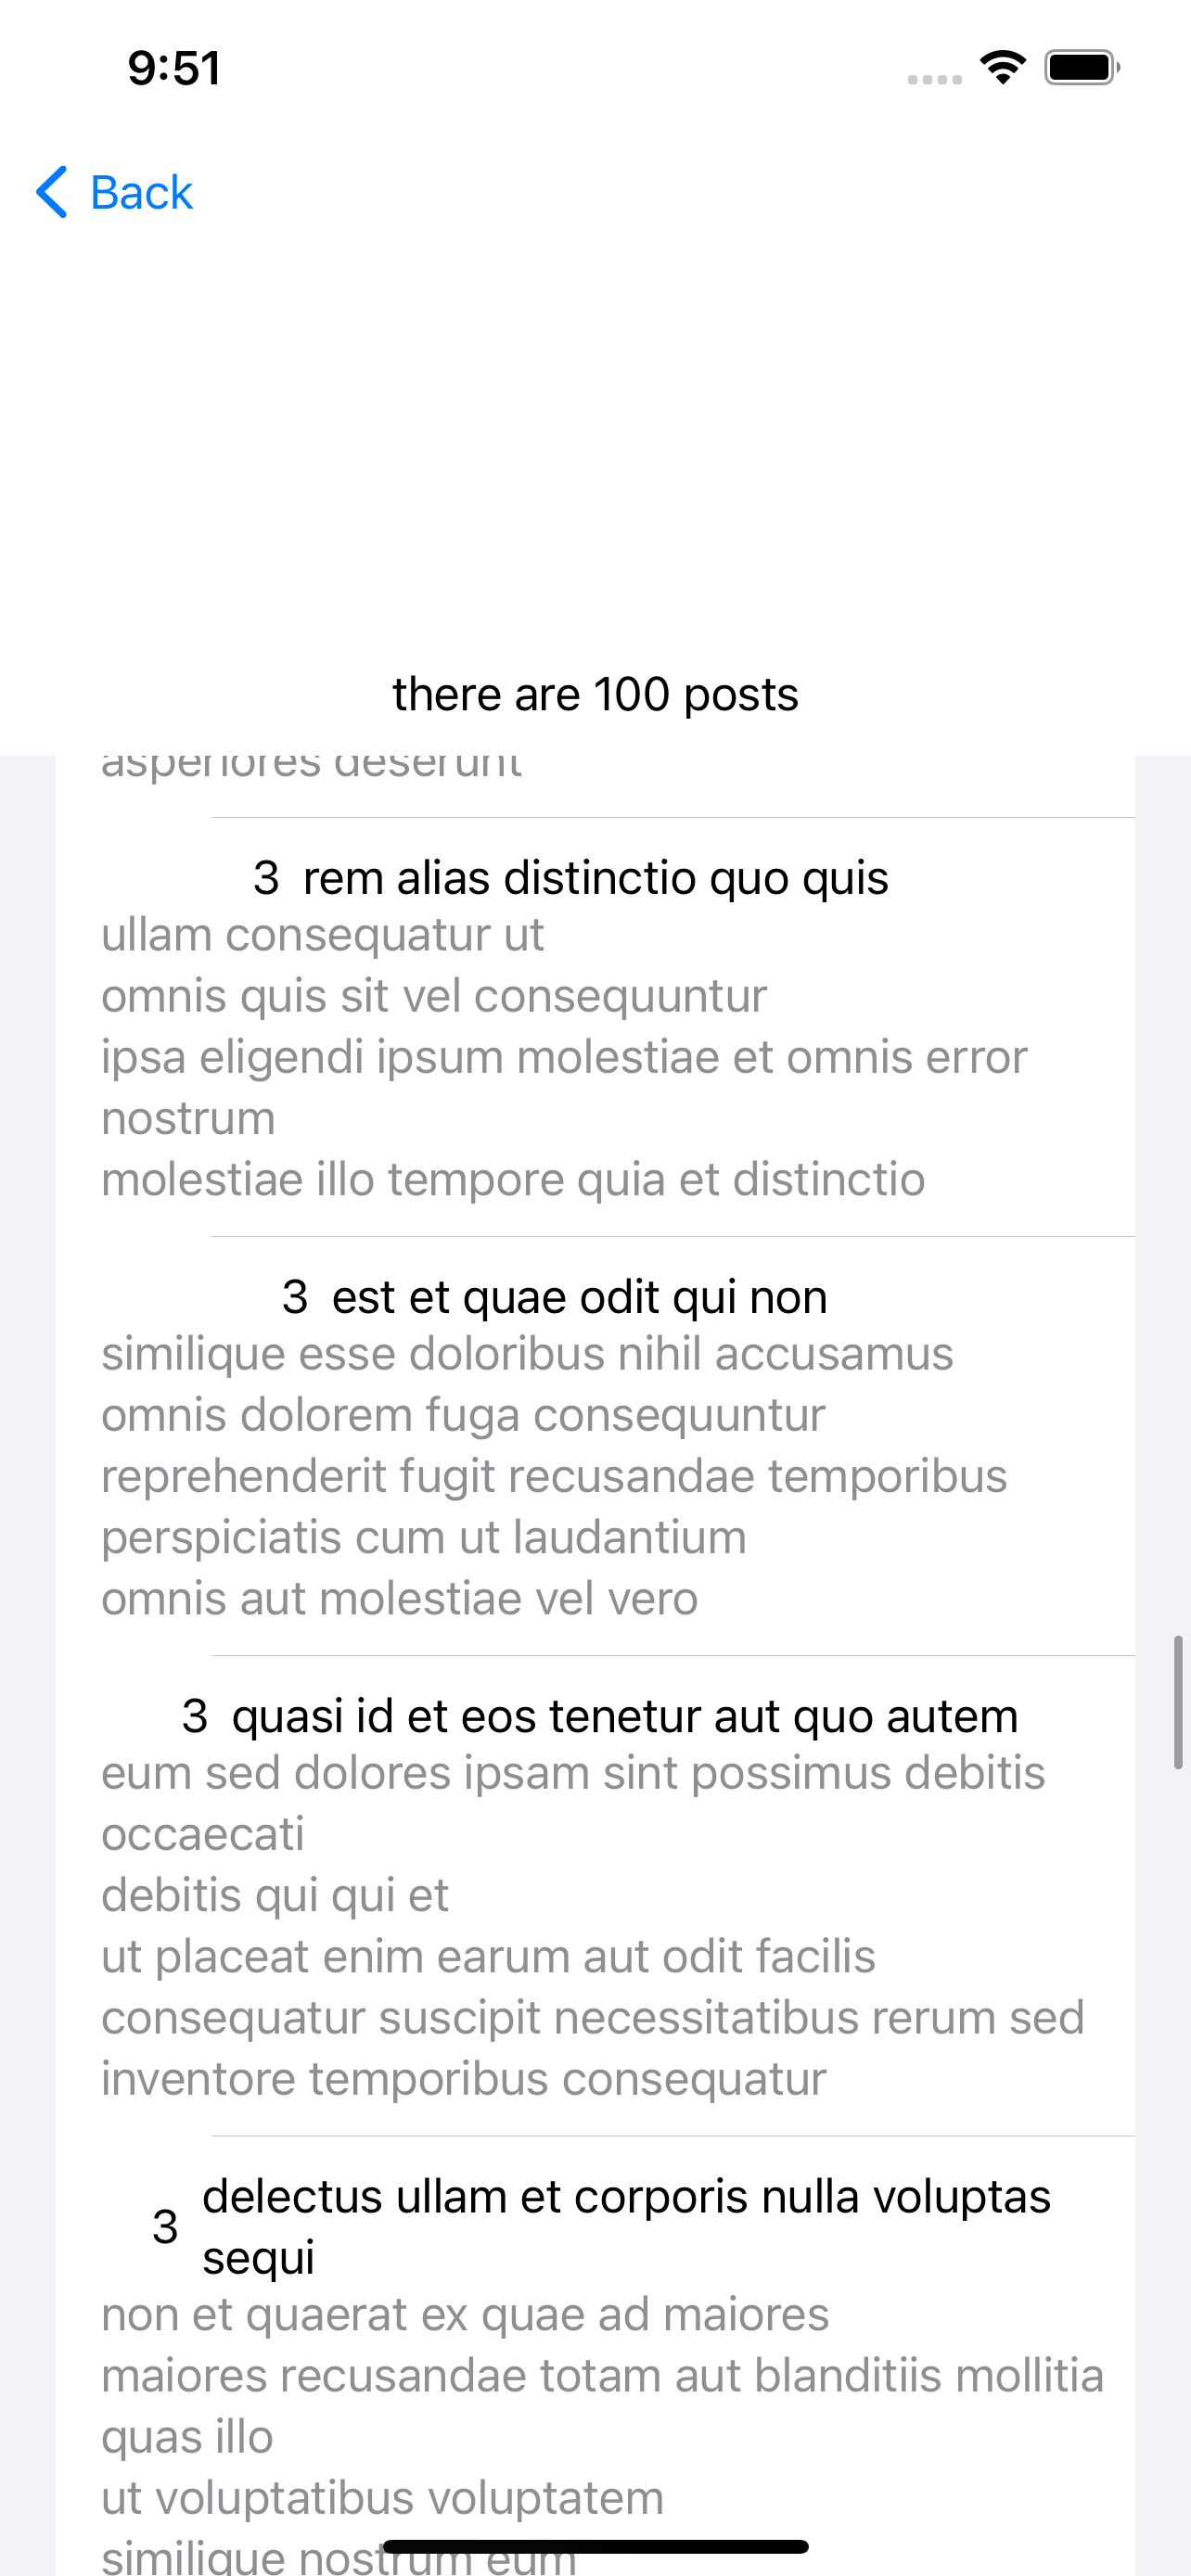 9:51
Back
there are 100 posts
asperiores deserunt
3 rem alias distinctio quo quis
ullam consequatur ut
omnis quis sit vel consequuntur
ipsa eligendi ipsum molestiae et omnis error
nostrum
molestiae illo tempore quia et distinctio
3 est et quae odit qui non
similique esse doloribus nihil accusamus
omnis dolorem fuga consequuntur
reprehenderit fugit recusandae temporibus
perspiciatis cum ut laudantium
omnis aut molestiae vel vero
3 quasi id et eos tenetur aut quo autem
eum sed dolores ipsam sint possimus debitis
occaecati
debitis qui qui et
ut placeat enim earum aut odit facilis
consequatur suscipit necessitatibus rerum sed
inventore temporibus consequatur
3 delectus ullam et corporis nulla voluptas
sequi
non et quaerat ex quae ad maiores
maiores recusandae totam aut blanditiis mollitia
quas illo
ut voluptatibus voluptatem
similique nostrum eum